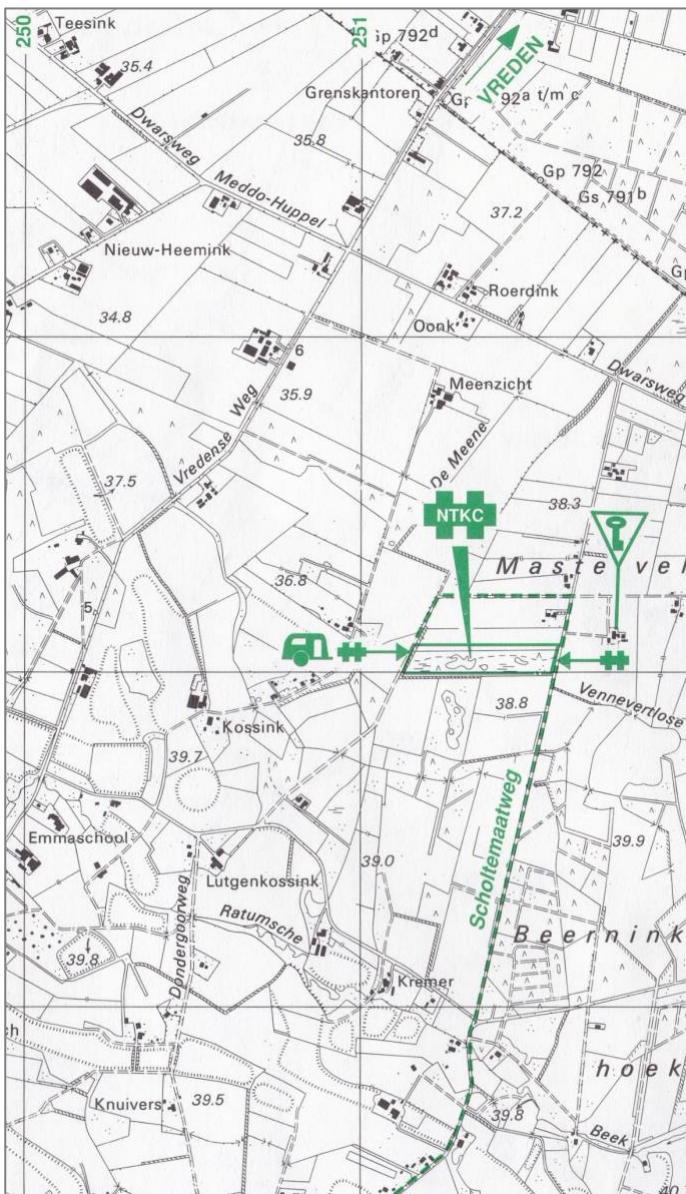 250
251
Teesink
Gp 792d
35.4
Grenskantoren
VREDEN
92a t/m c
Dwarsweg
35.8
Gp 792
Gs 791b
Meddo-Huppel
37.2
Nieuw-Heemink
Roerdink
34.8
Oonk
6
Dwarsweg
35.9
Meenzicht
Vredense Weg
De Meene
37.5
NTKC
38.3
36.8
Maste vel
5
38.8
Vennevertlose
Kossink
39.7
Scholtemaatweg
Emmaschool
39.0
39.9
Lutgenkossink
Ratumsche
Dondergoorweg
Beernink
39.8
Kremer
hoek
Knuivers
39.5
39.8
Beek